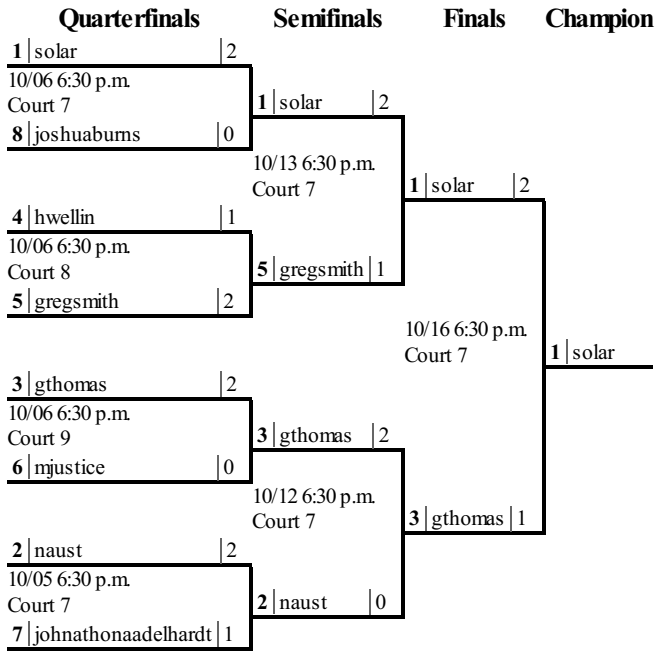 Quarterfinals Semifinals Finals Champion
1 solar 2
10/06 6:30 p.m.
Court 7
8 joshuaburns 0
4 hwellin 1
10/06 6:30 p.m.
Court 8
5 gregsmith 2
3 gthomas 2
10/06 6:30 p.m.
Court 9
6 mjustice 0
2 naust 2
10/05 6:30 p.m.
Court 7
7 johnathonaadelhardt 1
1 solar 2
10/13 6:30 p.m.
Court 7
5 gregsmith 1
3 gthomas 2
10/12 6:30 p.m.
Court 7
2 naust 0
1 solar 2
10/16 6:30 p.m.
Court 7
3 gthomas 1
1 solar